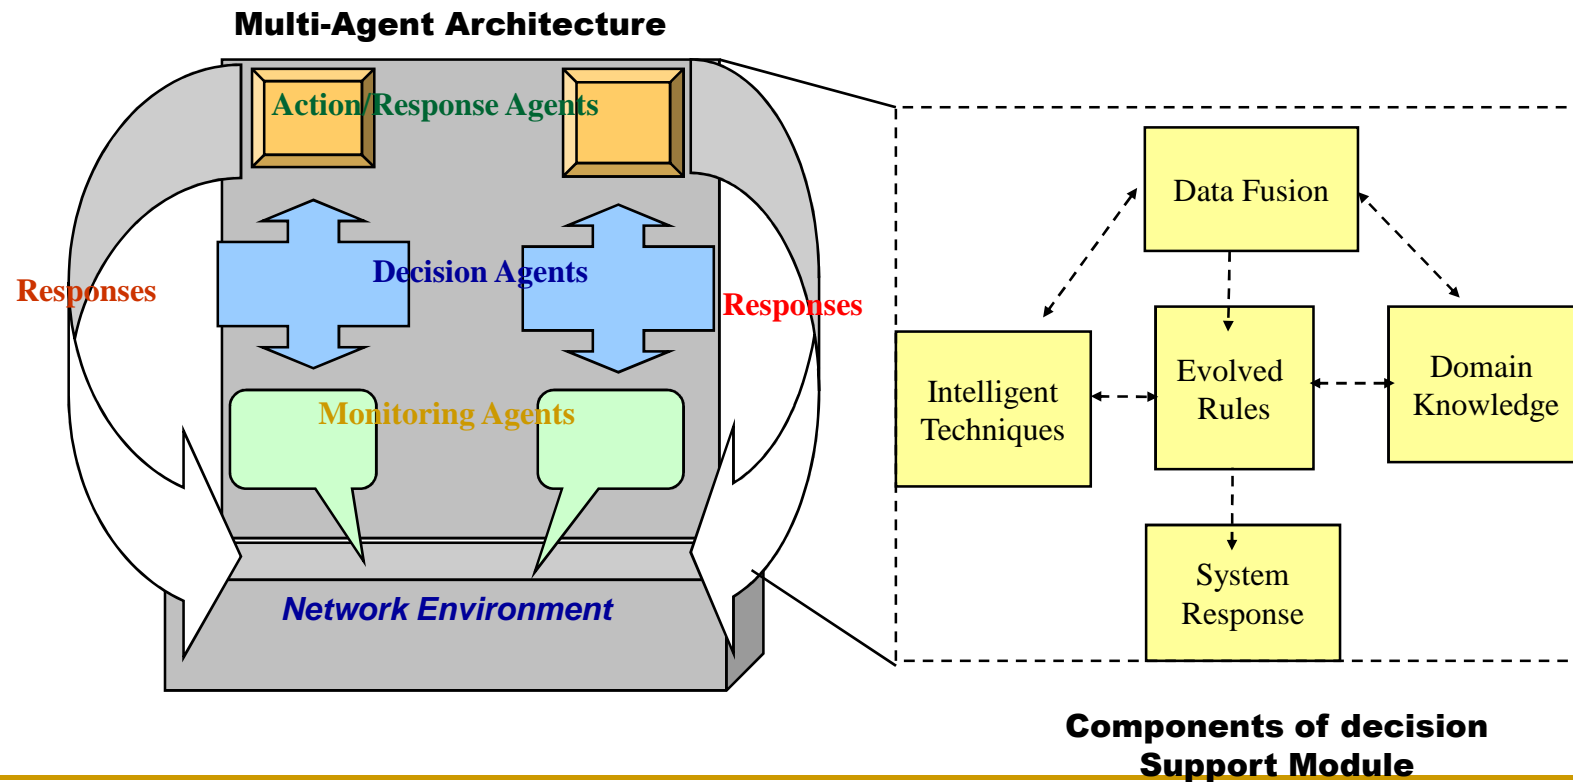 Multi-Agent Architecture
Action/Response Agents
Decision Agents
Responses
Responses
Monitoring Agents
Network Environment
Data Fusion
Intelligent
Techniques
Evolved
Rules
Domain
Knowledge
System
Response
Components of decision
Support Module